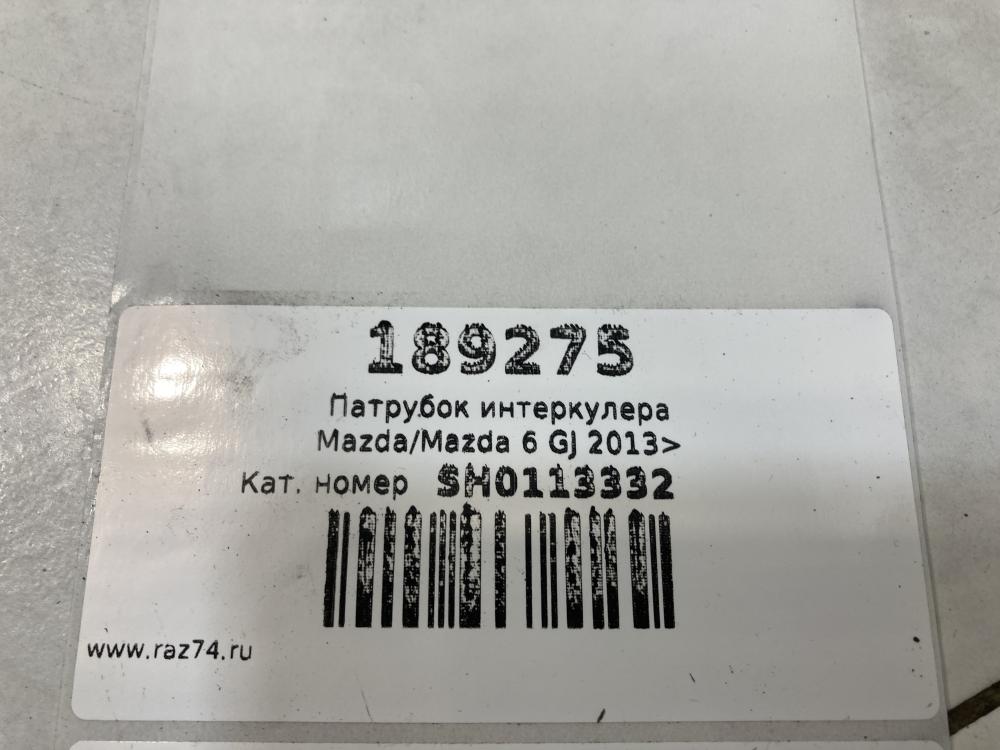 189275
Патрубок интеркулера
Mazda/Mazda 6 GJ 2013>
Кат. номер SH0113332
www.raz74.ru